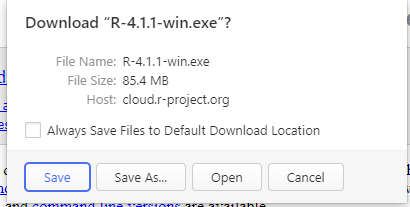 Download “R-4.1.1-win.exe”?
File Name: R-4.1.1-win.exe
File Size: 85.4 MB
Host: cloud.r-project.org
Always Save Files to Default Download Location
Save Save As... Open Cancel
and command line versions are available